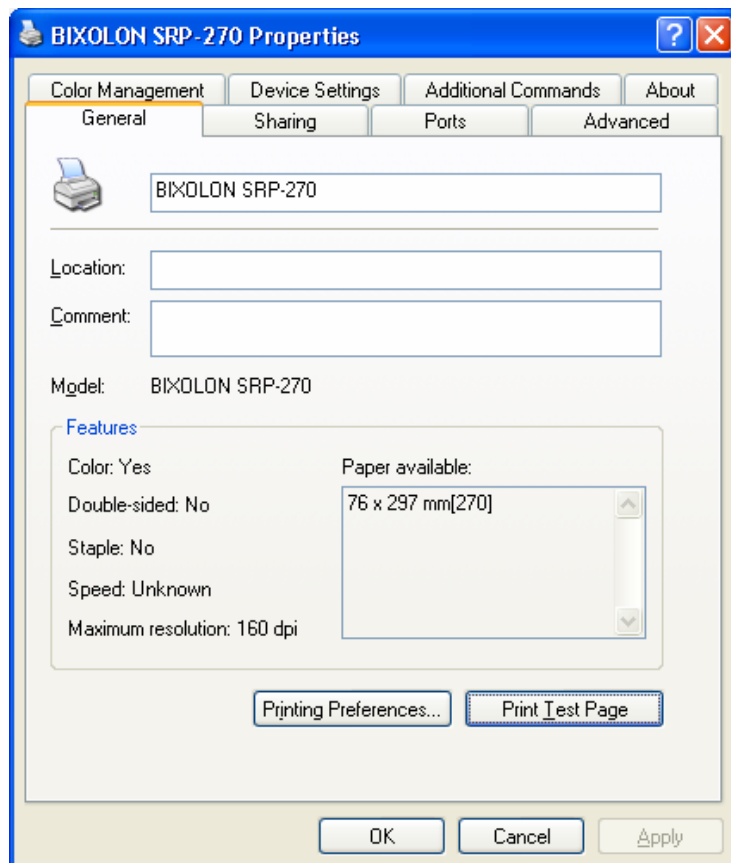 BIXOLON SRP-270 Properties
Color Management Device Settings Additional Commands About
General Sharing Ports Advanced
BIXOLON SRP-270
Location:
Comment:
Model: BIXOLON SRP-270
Features
Color: Yes Paper available:
Double-sided: No 76 x 297 mm[270]
Staple: No
Speed: Unknown
Maximum resolution: 160 dpi
Printing Preferences... Print Test Page
OK Cancel Apply